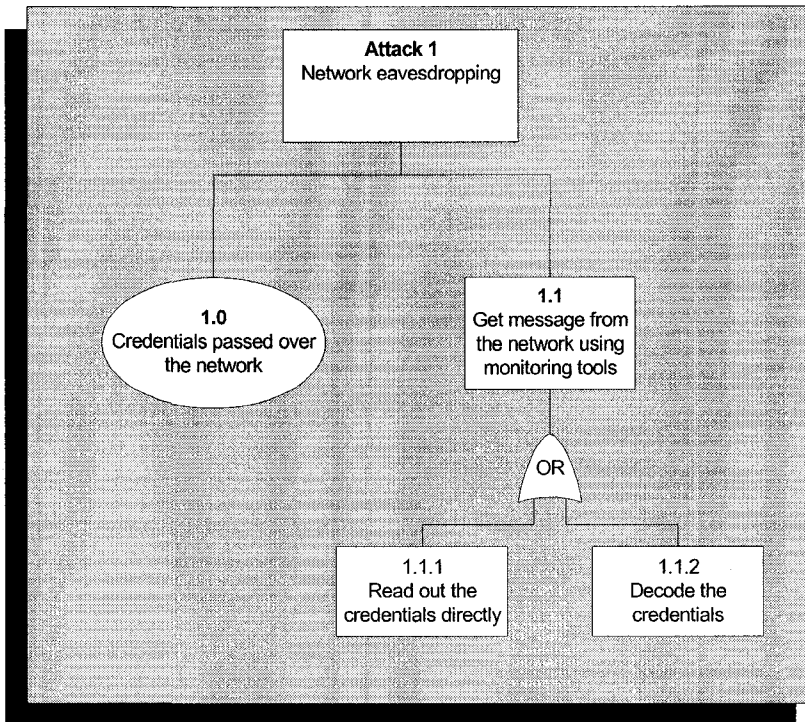 Attack 1
Network eavesdropping
1.0
Credentials passed over
the network
1.1
Get message from
the network using
monitoring tools
OR
1.1.1
Read out the
credentials directly
1.1.2
Decode the
credentials